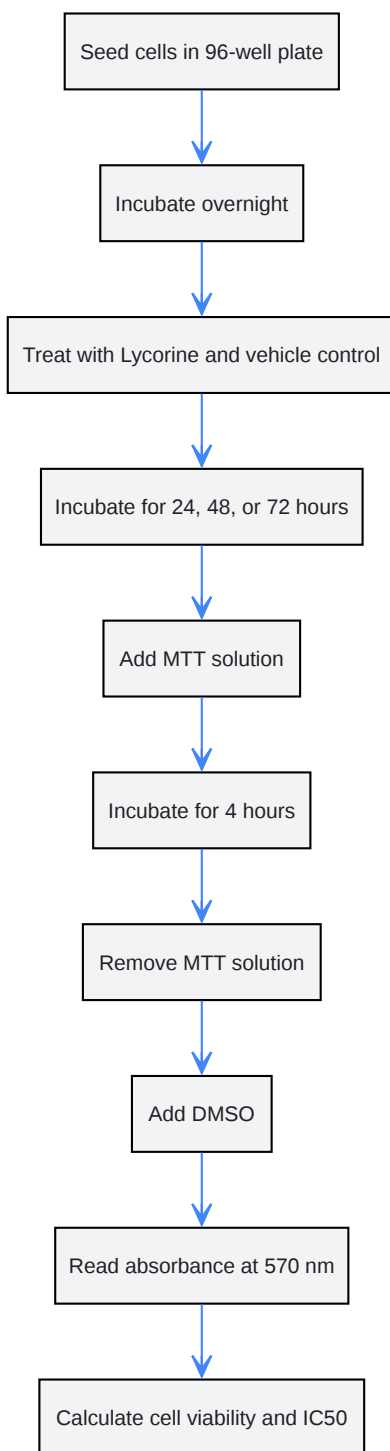 Seed cells in 96-well plate
Incubate overnight
Treat with Lycorine and vehicle control
Incubate for 24, 48, or 72 hours
Add MTT solution
Incubate for 4 hours
Remove MTT solution
Add DMSO
Read absorbance at 570 nm
Calculate cell viability and IC50